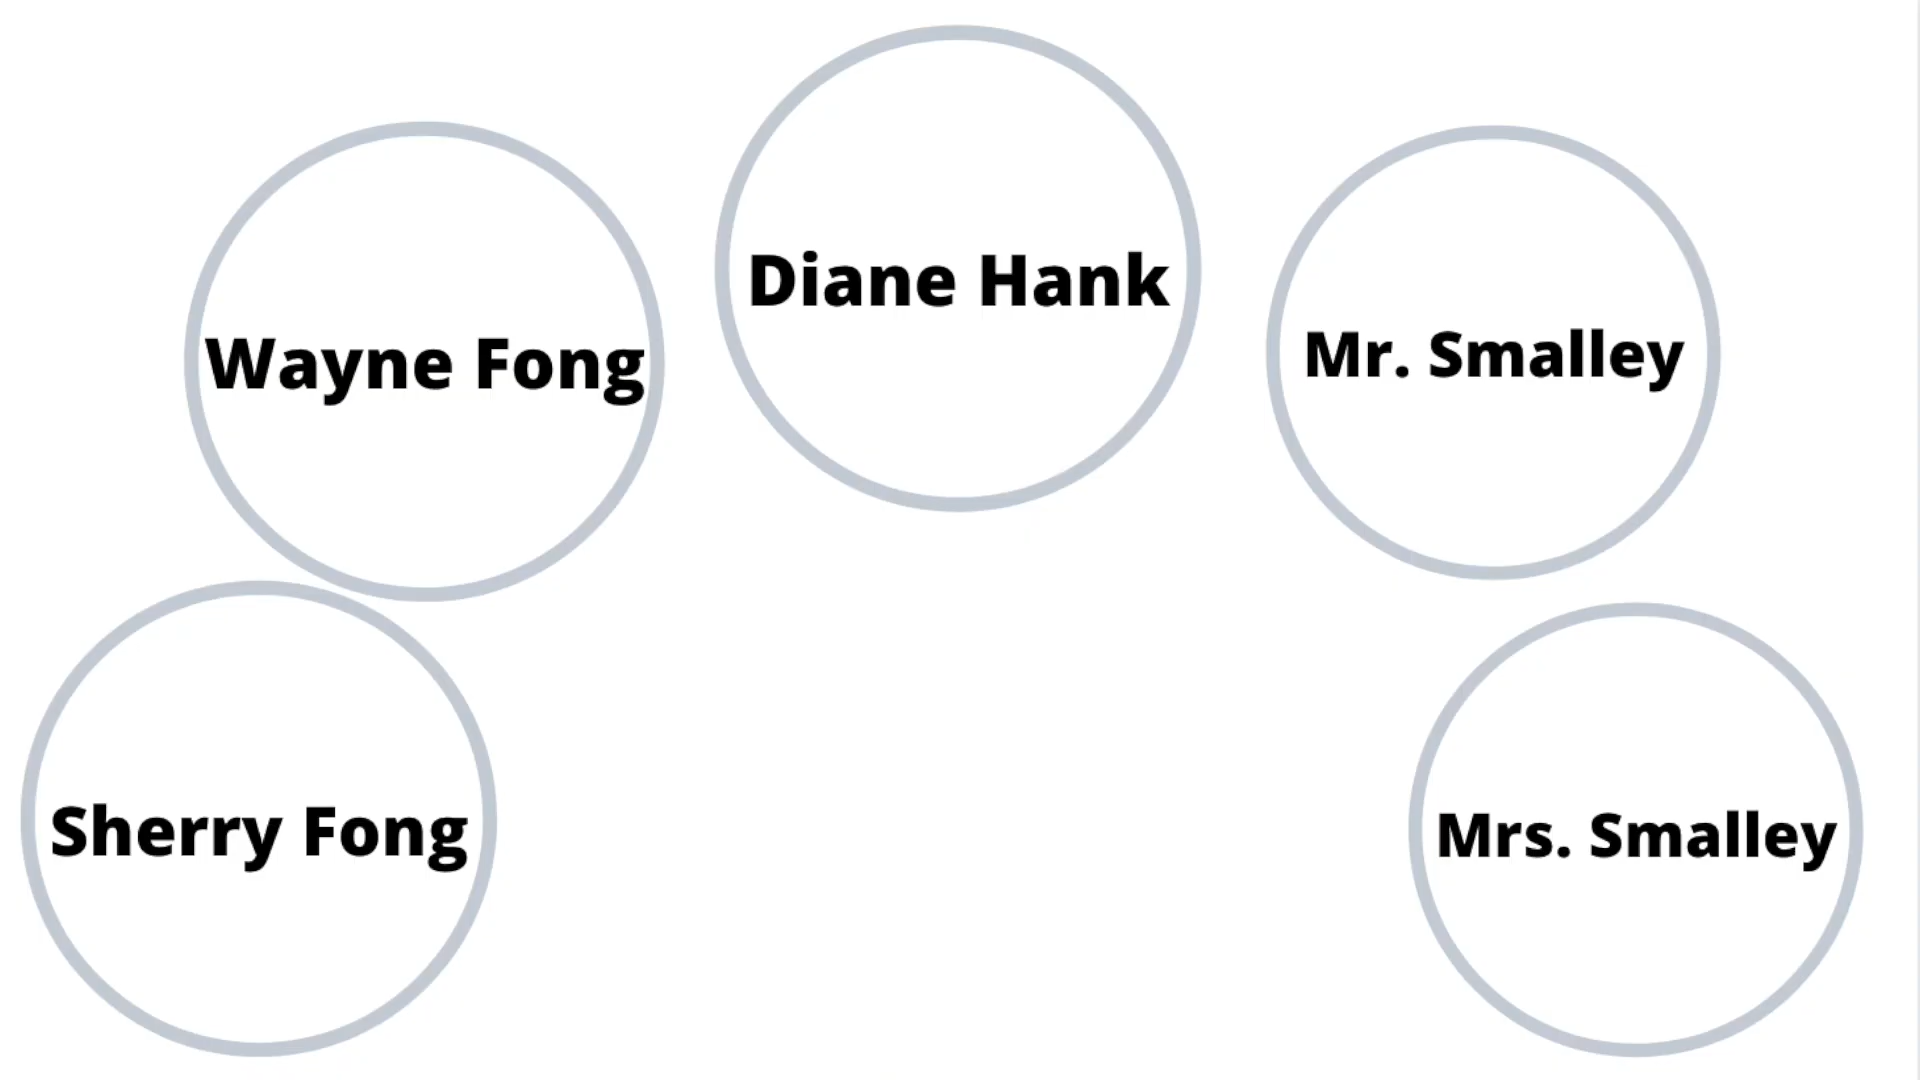 Diane Hank
Wayne Fong
Mr. Smalley
Sherry Fong
Mrs. Smalley